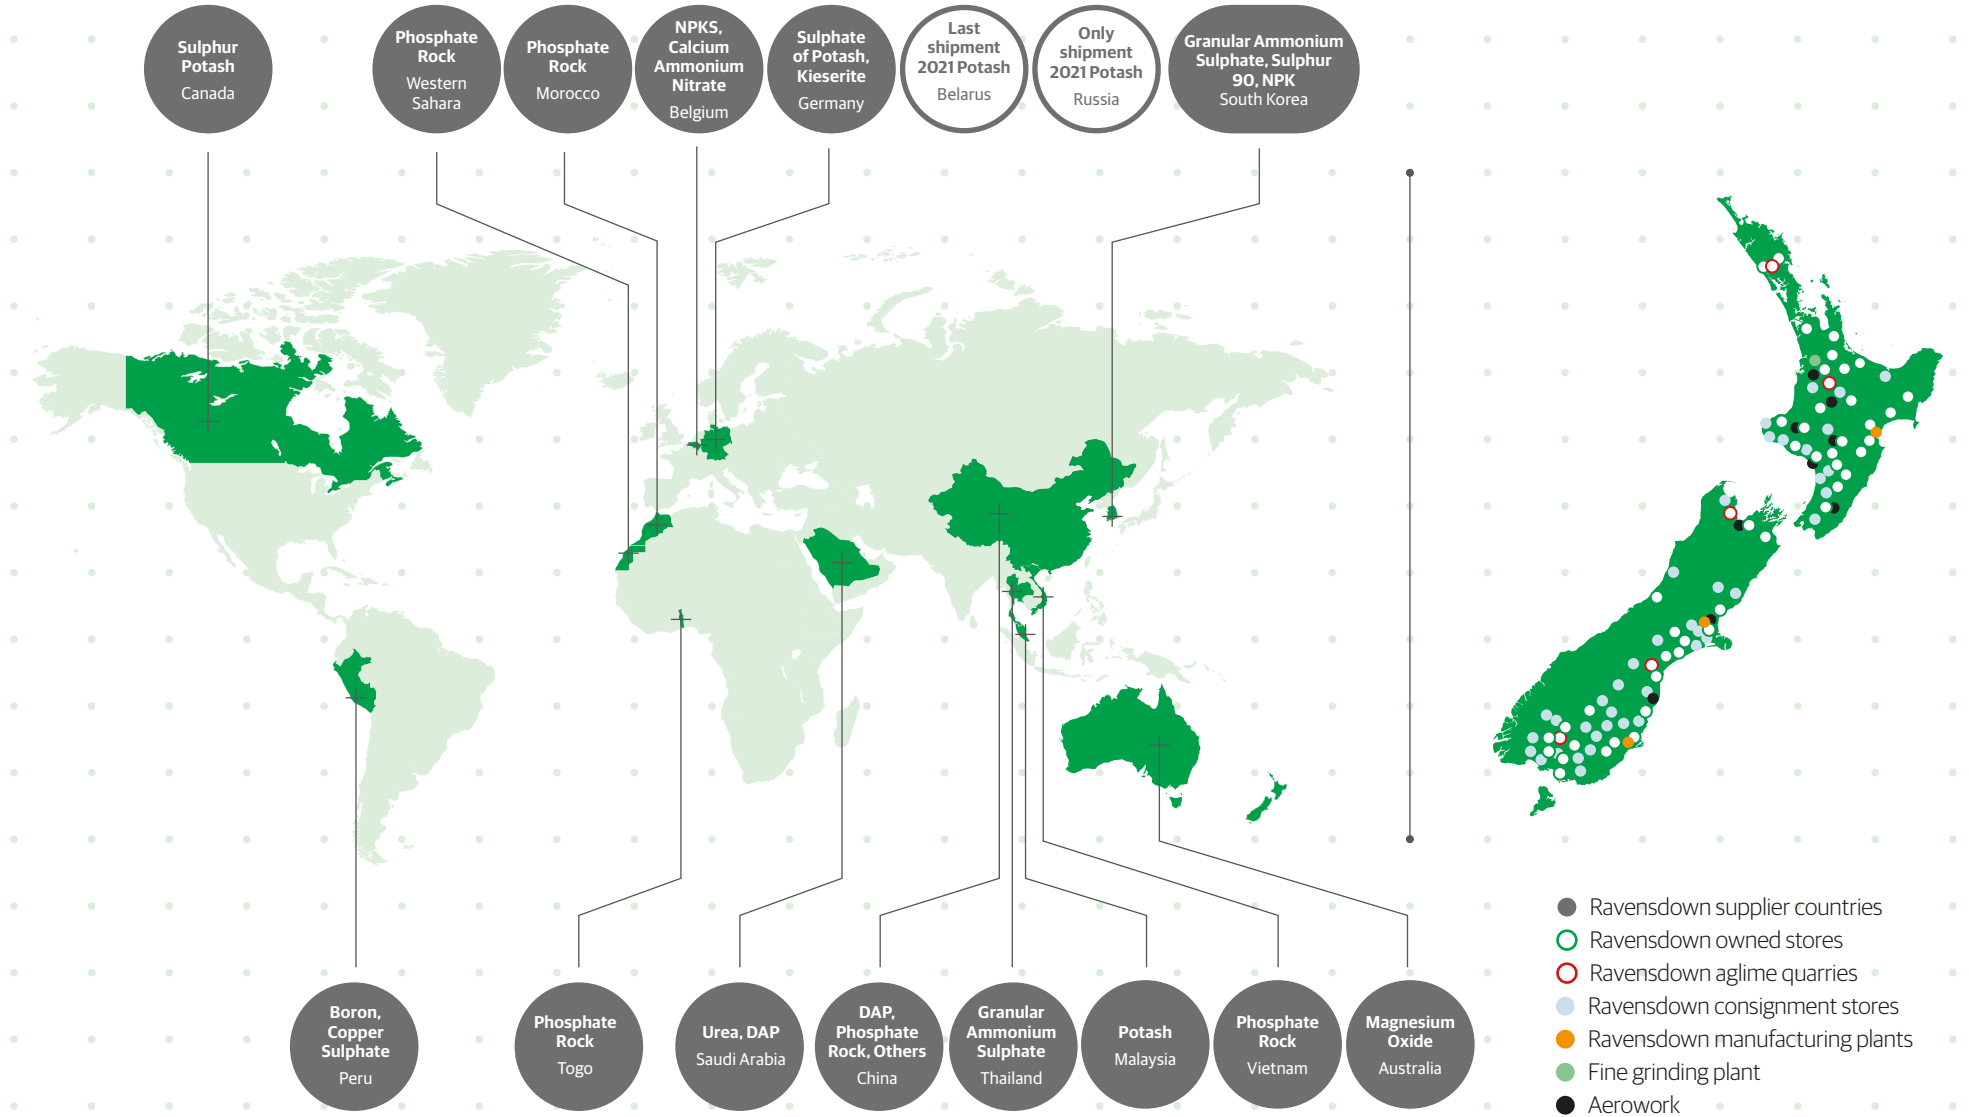 Sulphur
Potash
Canada
Phosphate
Rock
Western
Sahara
Phosphate
Rock
Morocco
NPKS,
Calcium
Ammonium
Nitrate
Belgium
Sulphate
of Potash,
Kieserite
Germany
Last
shipment
2021 Potash
Belarus
Only
shipment
2021 Potash
Russia
Granular Ammonium
Sulphate, Sulphur
90, NPK
South Korea
Boron,
Copper
Sulphate
Peru
Phosphate
Rock
Togo
Urea, DAP
Saudi Arabia
DAP,
Phosphate
Rock, Others
China
Granular
Ammonium
Sulphate
Thailand
Potash
Malaysia
Phosphate
Rock
Vietnam
Magnesium
Oxide
Australia
Ravensdown supplier countries
Ravensdown owned stores
Ravensdown aglime quarries
Ravensdown consignment stores
Ravensdown manufacturing plants
Fine grinding plant
Aerowork